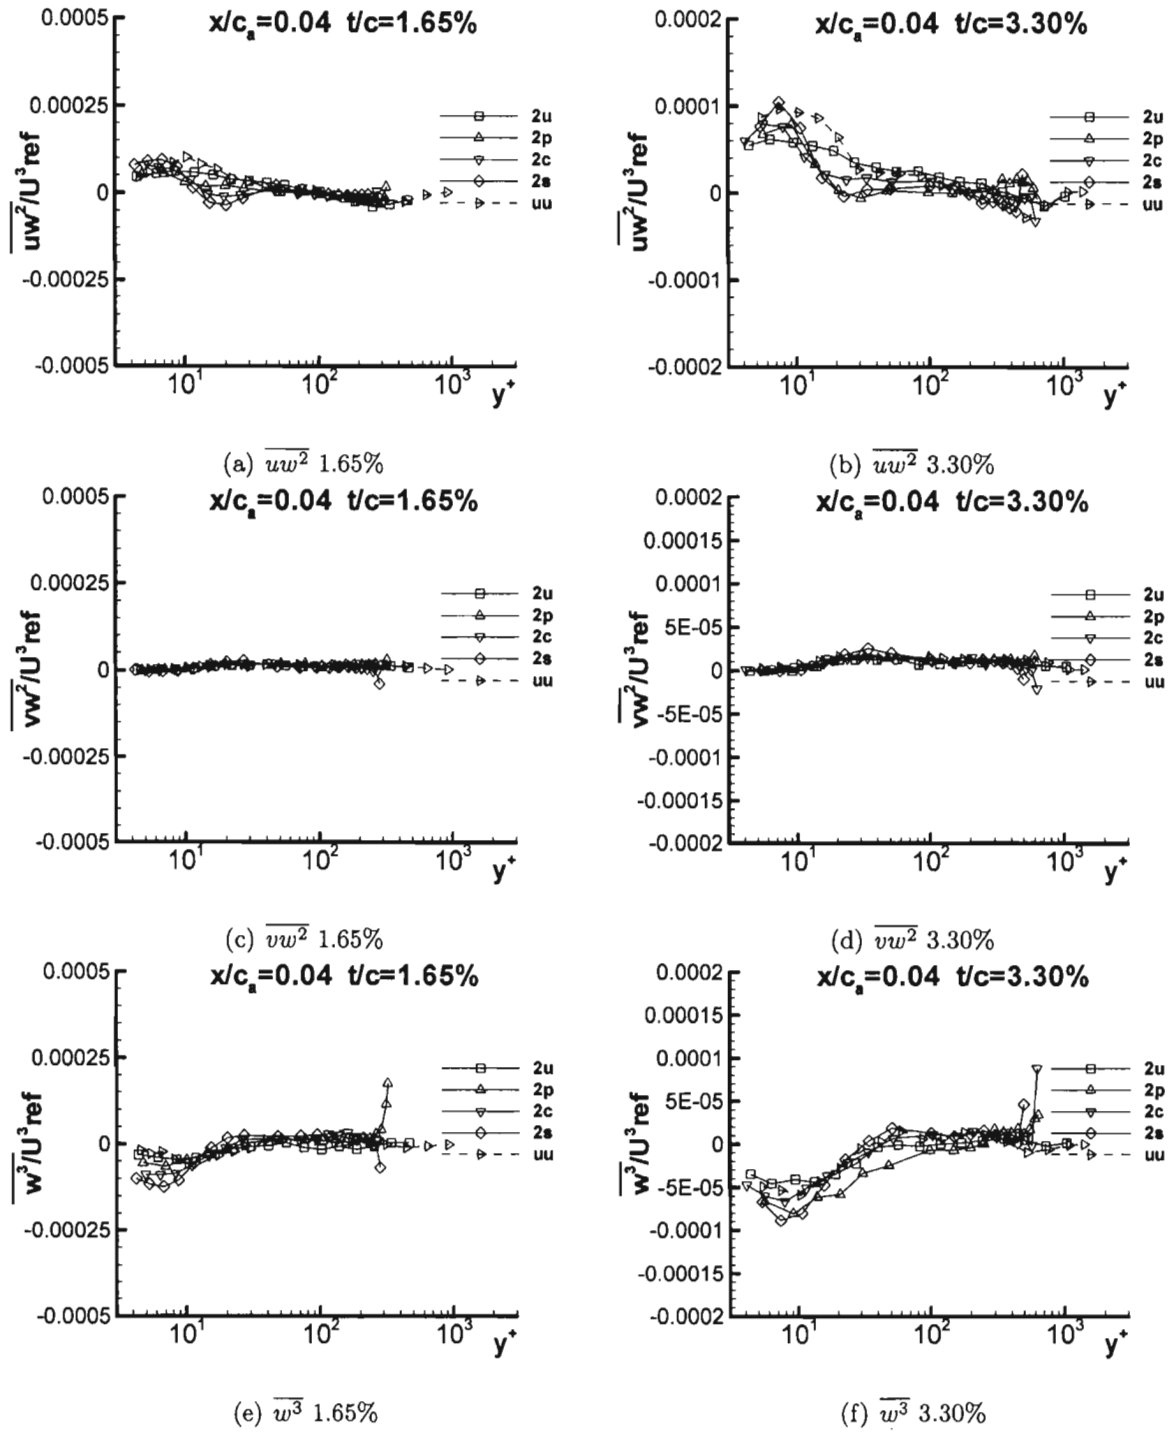 x/cₐ=0.04 t/c=1.65%
0.0005
0.00025
0
-0.00025
-0.0005
uw²/U³ref
10¹ 10² 10³
y⁺
2u
2p
2c
2s
uu
(a) uw² 1.65%
x/cₐ=0.04 t/c=3.30%
0.0002
0.0001
0
-0.0001
-0.0002
uw²/U³ref
10¹ 10² 10³
y⁺
2u
2p
2c
2s
uu
(b) uw² 3.30%
x/cₐ=0.04 t/c=1.65%
0.0005
0.00025
0
-0.00025
-0.0005
vw²/U³ref
10¹ 10² 10³
y⁺
2u
2p
2c
2s
uu
(c) vw² 1.65%
x/cₐ=0.04 t/c=3.30%
0.0002
0.00015
0.0001
5E-05
0
-5E-05
-0.0001
-0.00015
-0.0002
vw²/U³ref
10¹ 10² 10³
y⁺
2u
2p
2c
2s
uu
(d) vw² 3.30%
x/cₐ=0.04 t/c=1.65%
0.0005
0.00025
0
-0.00025
-0.0005
w³/U³ref
10¹ 10² 10³
y⁺
2u
2p
2c
2s
uu
(e) w³ 1.65%
x/cₐ=0.04 t/c=3.30%
0.0002
0.00015
0.0001
5E-05
0
-5E-05
-0.0001
-0.00015
-0.0002
w³/U³ref
10¹ 10² 10³
y⁺
2u
2p
2c
2s
uu
(f) w³ 3.30%